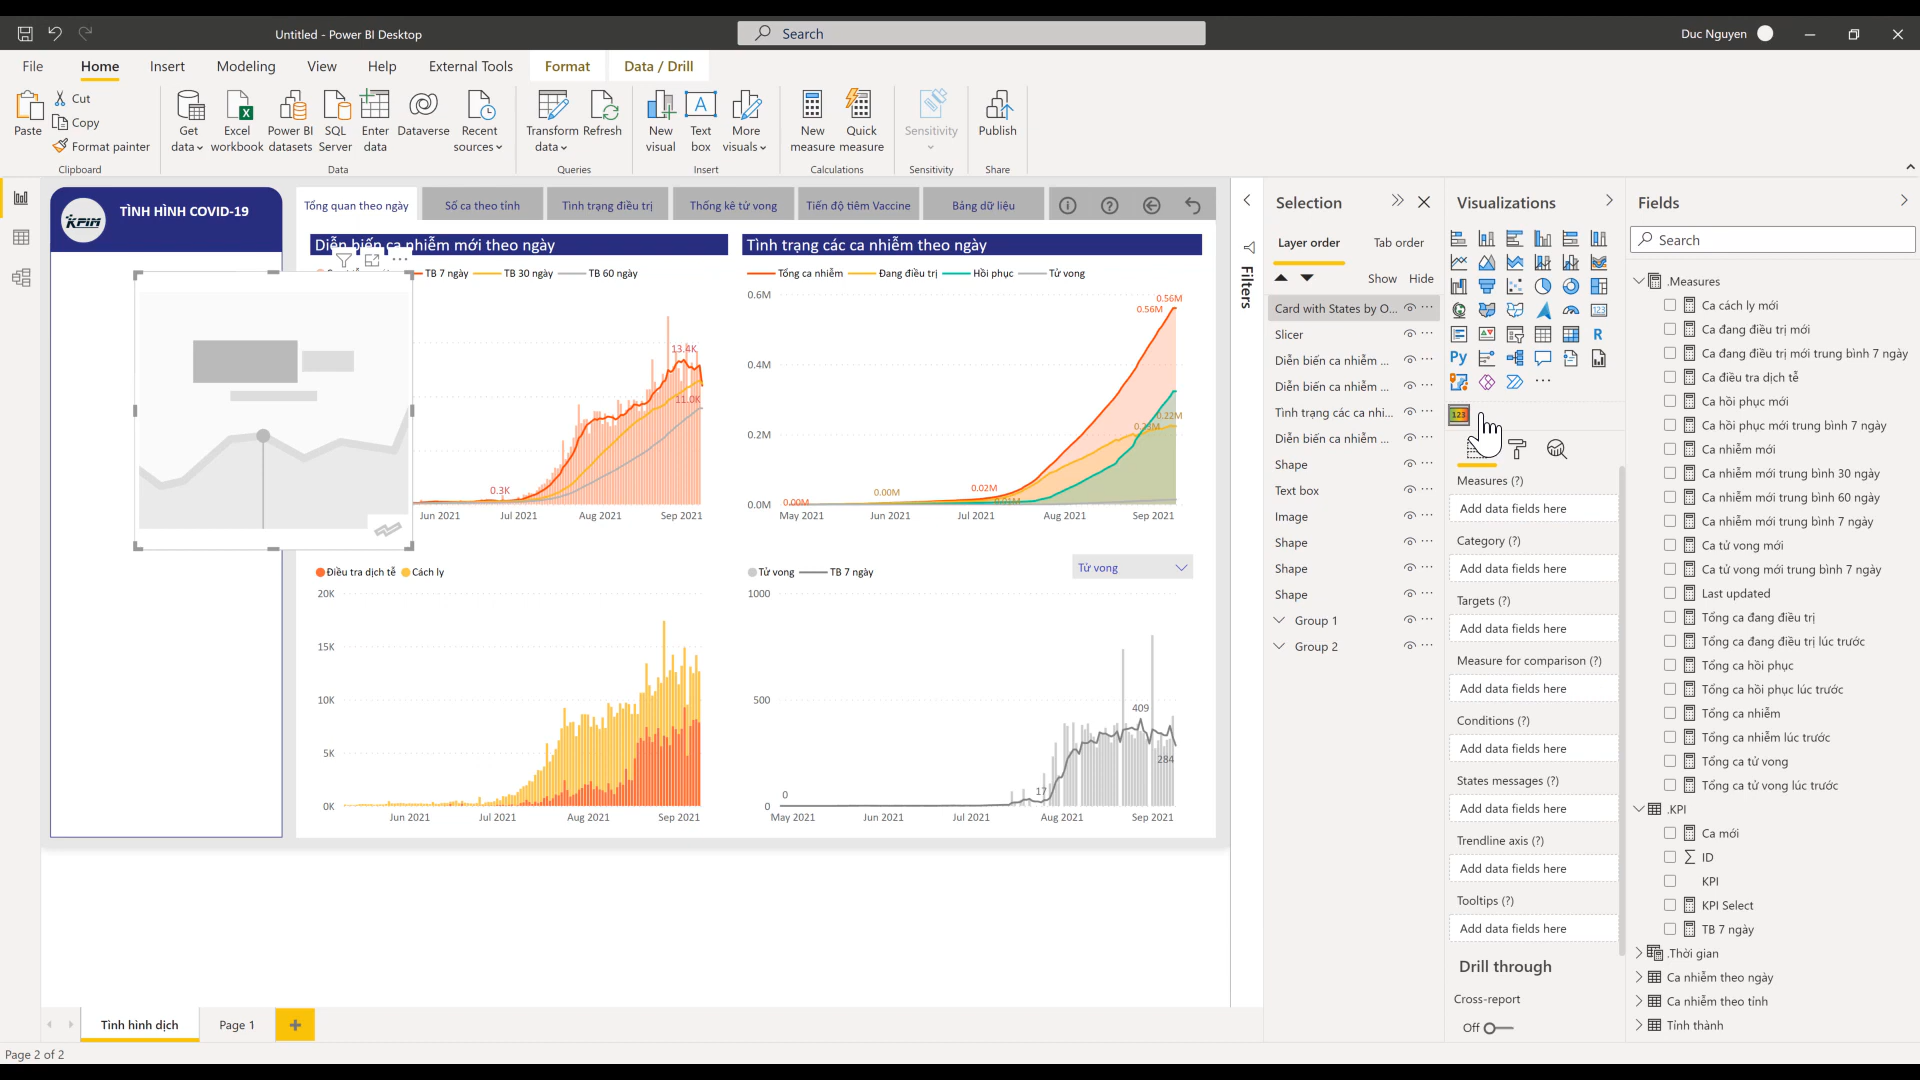 Untitled - Power BI Desktop
Search
Duc Nguyen
File
Home
Insert
Modeling
View
Help
External Tools
Format
Data / Drill
Paste
Cut
Copy
Format painter
Clipboard
Get data
Excel workbook
Power BI datasets
SQL Server
Enter data
Dataverse
Recent sources
Data
Transform data
Refresh
Queries
New visual
Text box
More visuals
Insert
New measure
Quick measure
Calculations
Sensitivity
Sensitivity
Publish
Share
KPIM
TÌNH HÌNH COVID-19
Tổng quan theo ngày
Số ca theo tỉnh
Tình trạng điều trị
Thống kê tử vong
Tiến độ tiêm Vaccine
Bảng dữ liệu
Diễn biến ca nhiễm mới theo ngày
TB 7 ngày
TB 30 ngày
TB 60 ngày
13.4K
11.0K
0.3K
Jun 2021
Jul 2021
Aug 2021
Sep 2021
Tình trạng các ca nhiễm theo ngày
Tổng ca nhiễm
Đang điều trị
Hồi phục
Tử vong
0.6M
0.4M
0.2M
0.0M
0.56M
0.56M
0.22M
0.00M
0.00M
0.02M
May 2021
Jun 2021
Jul 2021
Aug 2021
Sep 2021
Điều tra dịch tễ
Cách ly
20K
15K
10K
5K
0K
Jun 2021
Jul 2021
Aug 2021
Sep 2021
Tử vong
TB 7 ngày
Tử vong
1000
500
0
0
17
409
284
May 2021
Jun 2021
Jul 2021
Aug 2021
Sep 2021
Tình hình dịch
Page 1
Page 2 of 2
Filters
Selection
Layer order
Tab order
Show
Hide
Card with States by O...
Slicer
Diễn biến ca nhiễm ...
Diễn biến ca nhiễm ...
Tình trạng các ca nhi...
Diễn biến ca nhiễm ...
Shape
Text box
Image
Shape
Shape
Shape
Group 1
Group 2
Visualizations
R
Py
123
123
Measures (?)
Add data fields here
Category (?)
Add data fields here
Targets (?)
Add data fields here
Measure for comparison (?)
Add data fields here
Conditions (?)
Add data fields here
States messages (?)
Add data fields here
Trendline axis (?)
Add data fields here
Tooltips (?)
Add data fields here
Drill through
Cross-report
Off
Fields
Search
.Measures
Ca cách ly mới
Ca đang điều trị mới
Ca đang điều trị mới trung bình 7 ngày
Ca điều tra dịch tễ
Ca hồi phục mới
Ca hồi phục mới trung bình 7 ngày
Ca nhiễm mới
Ca nhiễm mới trung bình 30 ngày
Ca nhiễm mới trung bình 60 ngày
Ca nhiễm mới trung bình 7 ngày
Ca tử vong mới
Ca tử vong mới trung bình 7 ngày
Last updated
Tổng ca đang điều trị
Tổng ca đang điều trị lúc trước
Tổng ca hồi phục
Tổng ca hồi phục lúc trước
Tổng ca nhiễm
Tổng ca nhiễm lúc trước
Tổng ca tử vong
Tổng ca tử vong lúc trước
.KPI
Ca mới
ID
KPI
KPI Select
TB 7 ngày
.Thời gian
Ca nhiễm theo ngày
Ca nhiễm theo tỉnh
Tỉnh thành